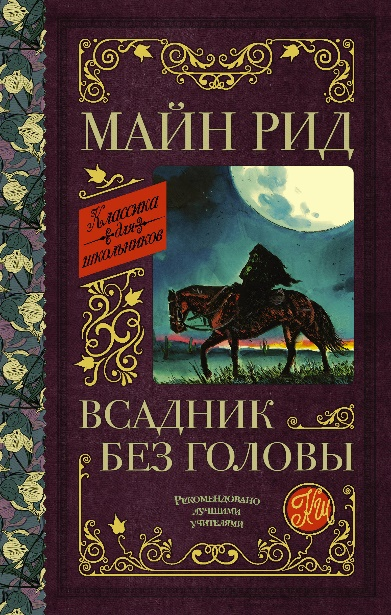 МАЙН РИД
Классика
для
школьников
ВСАДНИК
БЕЗ ГОЛОВЫ
Рекомендовано
лучшими
учителями
КШ